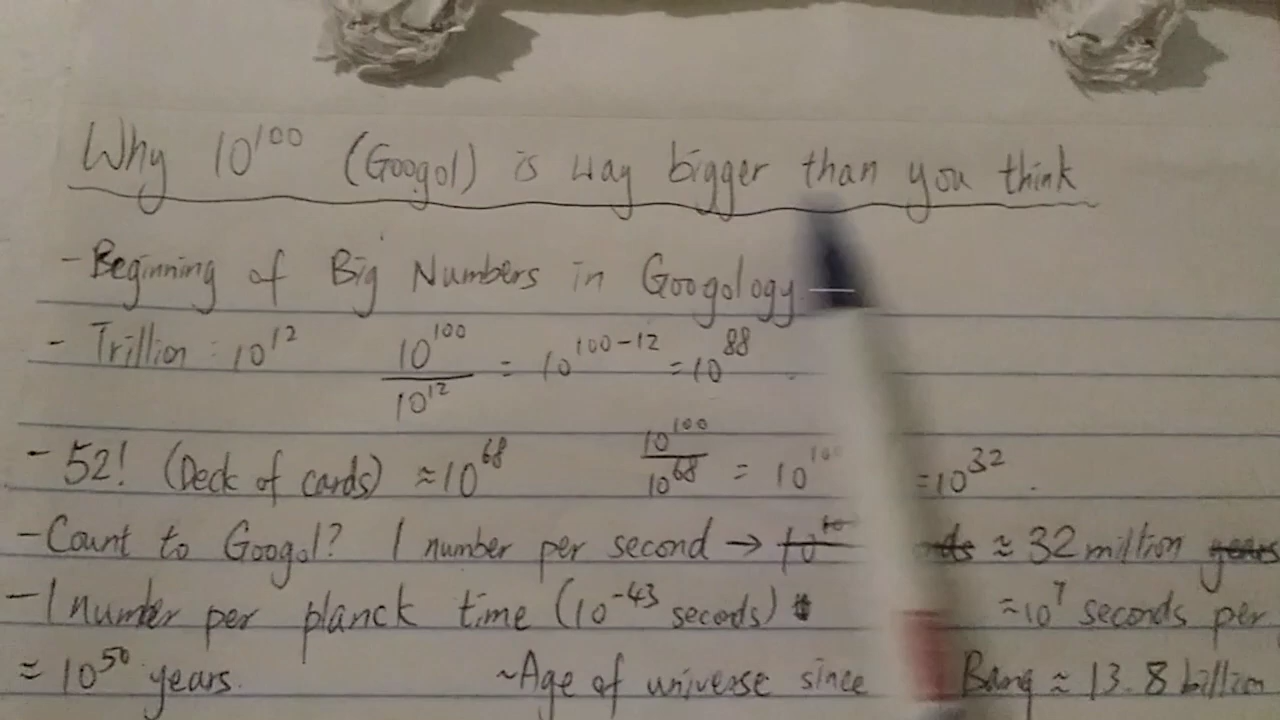 Why 10^100 (Googol) is way bigger than you think
- Beginning of Big Numbers in Googology
- Trillion : 10^12 10^100/10^12 = 10^100-12 = 10^88
- 52! (Deck of cards) ≈ 10^68 10^100/10^68 = 10^100 = 10^32
- Count to Googol? 1 number per second → ≈ 32 million years
- 1 number per planck time (10^-43 seconds) ≈ 10^7 seconds per
≈ 10^50 years. ~Age of universe since Bang ≈ 13.8 billion